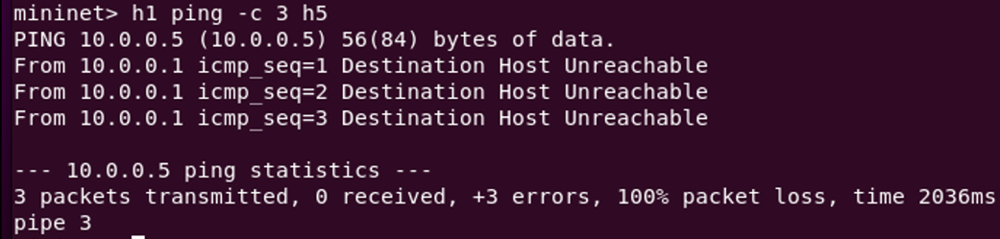 mininet> h1 ping -c 3 h5
PING 10.0.0.5 (10.0.0.5) 56(84) bytes of data.
From 10.0.0.1 icmp_seq=1 Destination Host Unreachable
From 10.0.0.1 icmp_seq=2 Destination Host Unreachable
From 10.0.0.1 icmp_seq=3 Destination Host Unreachable

--- 10.0.0.5 ping statistics ---
3 packets transmitted, 0 received, +3 errors, 100% packet loss, time 2036ms
pipe 3